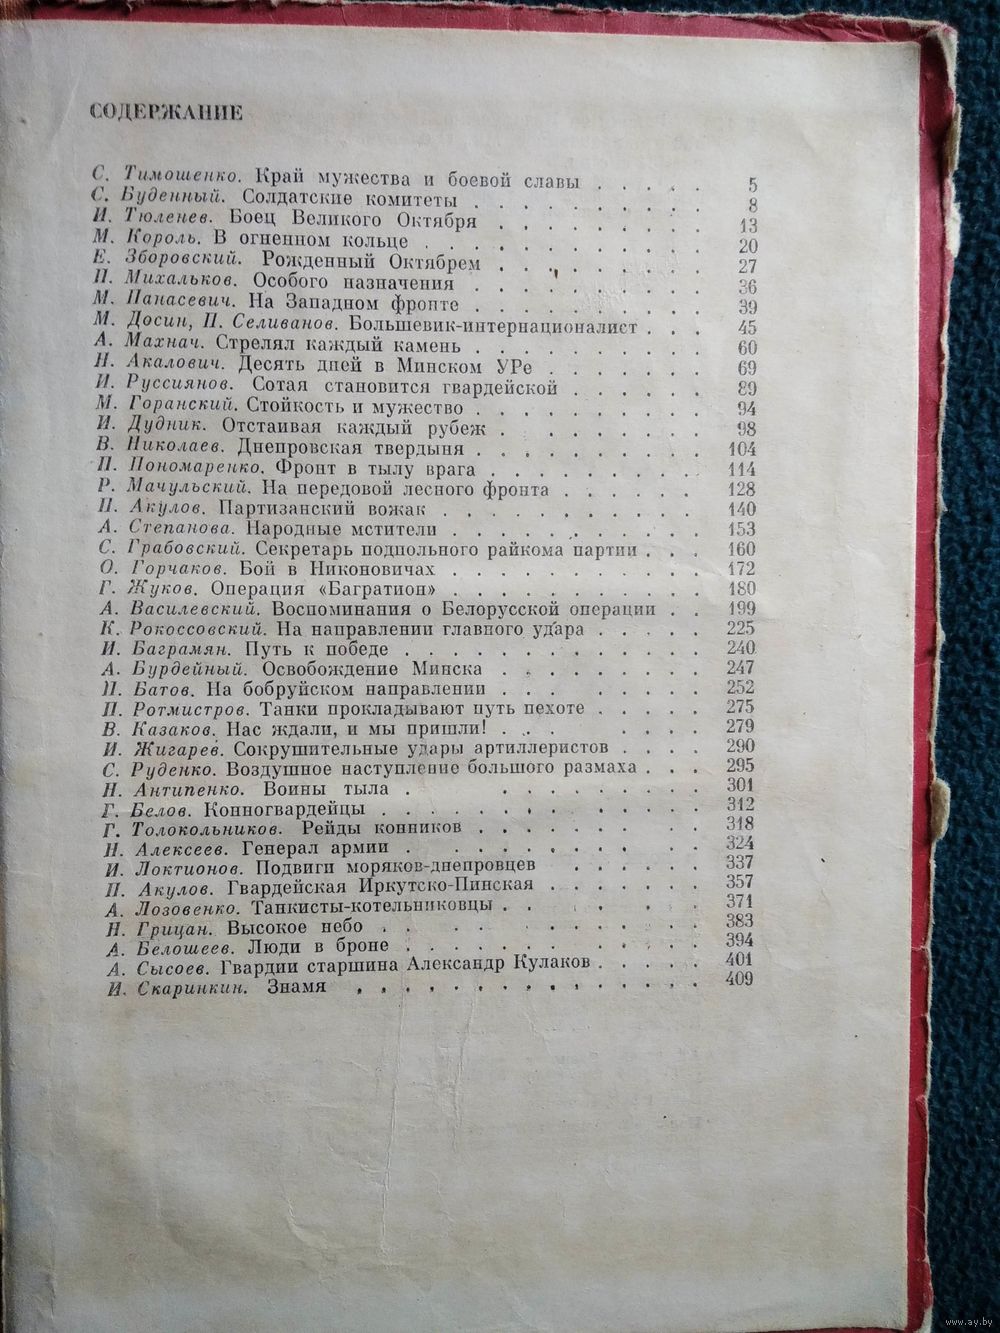 СОДЕРЖАНИЕ
С. Тимошенко. Край мужества и боевой славы . . . . . 5
С. Буденный. Солдатские комитеты . . . . . . . . . . 8
И. Тюленев. Боец Великого Октября . . . . . . . . . 13
М. Король. В огненном кольце . . . . . . . . . . . . 20
Е. Зборовский. Рожденный Октябрем . . . . . . . . . 27
П. Михальков. Особого назначения . . . . . . . . . . 36
М. Панасевич. На Западном фронте . . . . . . . . . . 39
М. Досин, П. Селиванов. Большевик-интернационалист . . . 45
А. Махнач. Стрелял каждый камень . . . . . . . . . . 60
Н. Акалович. Десять дней в Минском УРе . . . . . . . 69
И. Руссиянов. Сотая становится гвардейской . . . . . . 89
М. Горанский. Стойкость и мужество . . . . . . . . . . 94
И. Дудник. Отстаивая каждый рубеж . . . . . . . . . 98
В. Николаев. Днепровская твердыня . . . . . . . . . . 104
П. Пономаренко. Фронт в тылу врага . . . . . . . . . 114
Р. Мачульский. На передовой лесного фронта . . . . . . 128
П. Акулов. Партизанский вожак . . . . . . . . . . . 140
А. Степанова. Народные мстители . . . . . . . . . . . 153
С. Грабовский. Секретарь подпольного райкома партии . . . 160
О. Горчаков. Бой в Никоновичах . . . . . . . . . . . 172
Г. Жуков. Операция «Багратион» . . . . . . . . . . . 180
А. Василевский. Воспоминания о Белорусской операции . . 199
К. Рокоссовский. На направлении главного удара . . . . . 225
И. Баграмян. Путь к победе . . . . . . . . . . . . . 240
А. Бурдейный. Освобождение Минска . . . . . . . . . 247
П. Батов. На бобруйском направлении . . . . . . . . 252
П. Ротмистров. Танки прокладывают путь пехоте . . . . . 275
В. Казаков. Нас ждали, и мы пришли! . . . . . . . 279
И. Жигарев. Сокрушительные удары артиллеристов . . . . 290
С. Руденко. Воздушное наступление большого размаха . . . 295
Н. Антипенко. Воины тыла . . . . . . . . . 301
Г. Белов. Конногвардейцы . . . . . . . . . . . . . 312
Г. Толокольников. Рейды конников . . . . . . . . . 318
Н. Алексеев. Генерал армии . . . . . . . . . . . 324
И. Локтионов. Подвиги моряков-днепровцев . . . . . . 337
П. Акулов. Гвардейская Иркутско-Пинская . . . . . . . 357
А. Лозовенко. Танкисты-котельниковцы . . . . . . . 371
Н. Грицан. Высокое небо . . . . . . . . . . . 383
А. Белошеев. Люди в броне . . . . . . . . . . . . 394
А. Сысоев. Гвардии старшина Александр Кулаков . . . . . 401
И. Скаринкин. Знамя . . . . . . . . . . . . . . . 409
www.ay.by